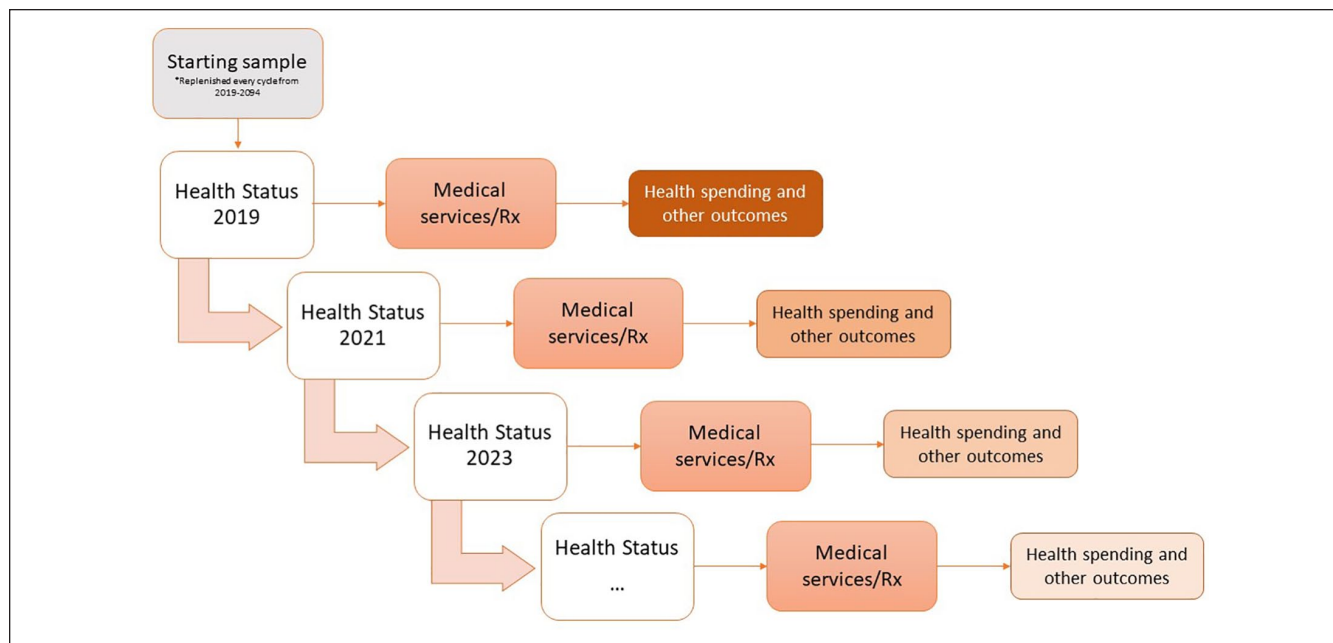 Starting sample
*Replenished every cycle from
2019-2094
Health Status
2019
Medical
services/Rx
Health spending and
other outcomes
Health Status
2021
Medical
services/Rx
Health spending and
other outcomes
Health Status
2023
Medical
services/Rx
Health spending and
other outcomes
Health Status
...
Medical
services/Rx
Health spending and
other outcomes